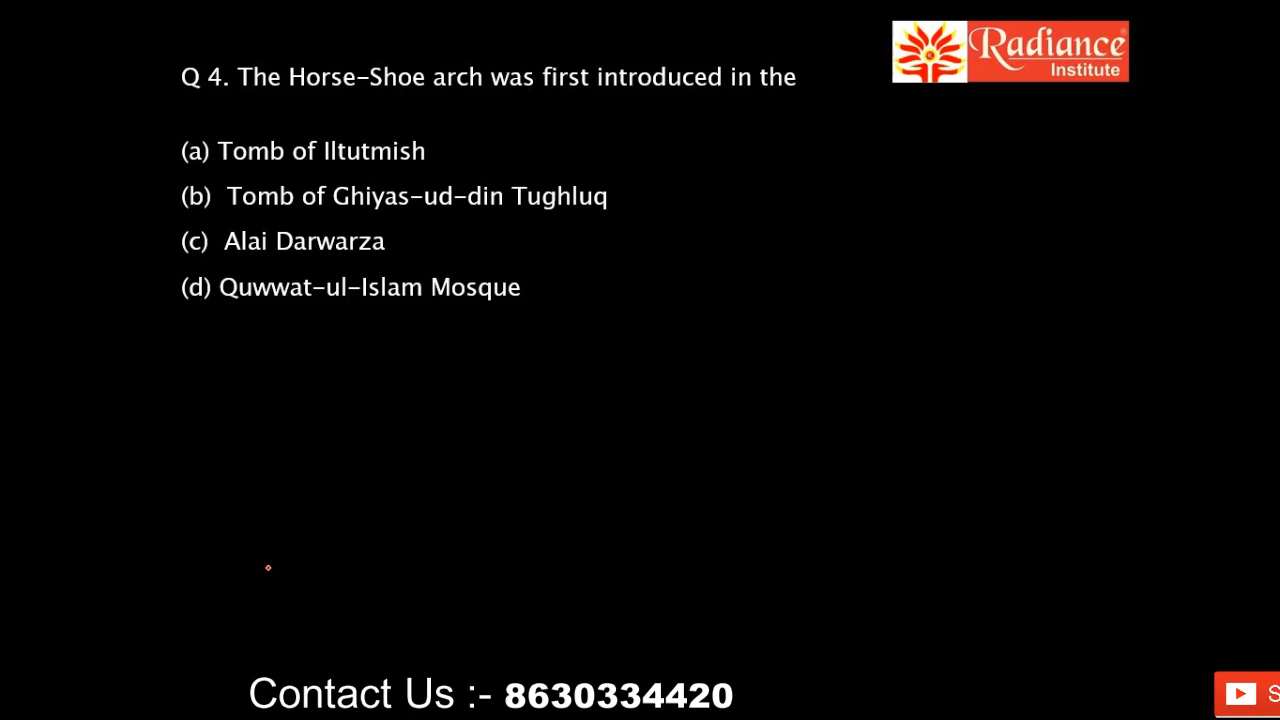 Radiance
Institute
Q 4. The Horse-Shoe arch was first introduced in the
(a) Tomb of Iltutmish
(b) Tomb of Ghiyas-ud-din Tughluq
(c) Alai Darwarza
(d) Quwwat-ul-Islam Mosque
Contact Us :- 8630334420
S